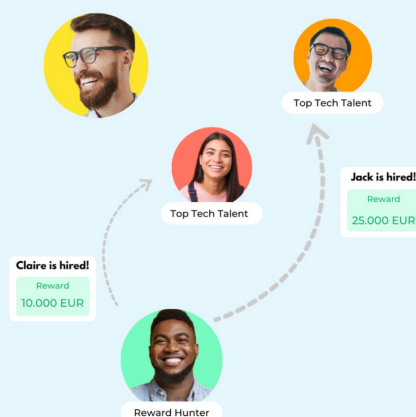 Top Tech Talent
Jack is hired!
Reward
25.000 EUR
Top Tech Talent
Claire is hired!
Reward
10.000 EUR
Reward Hunter